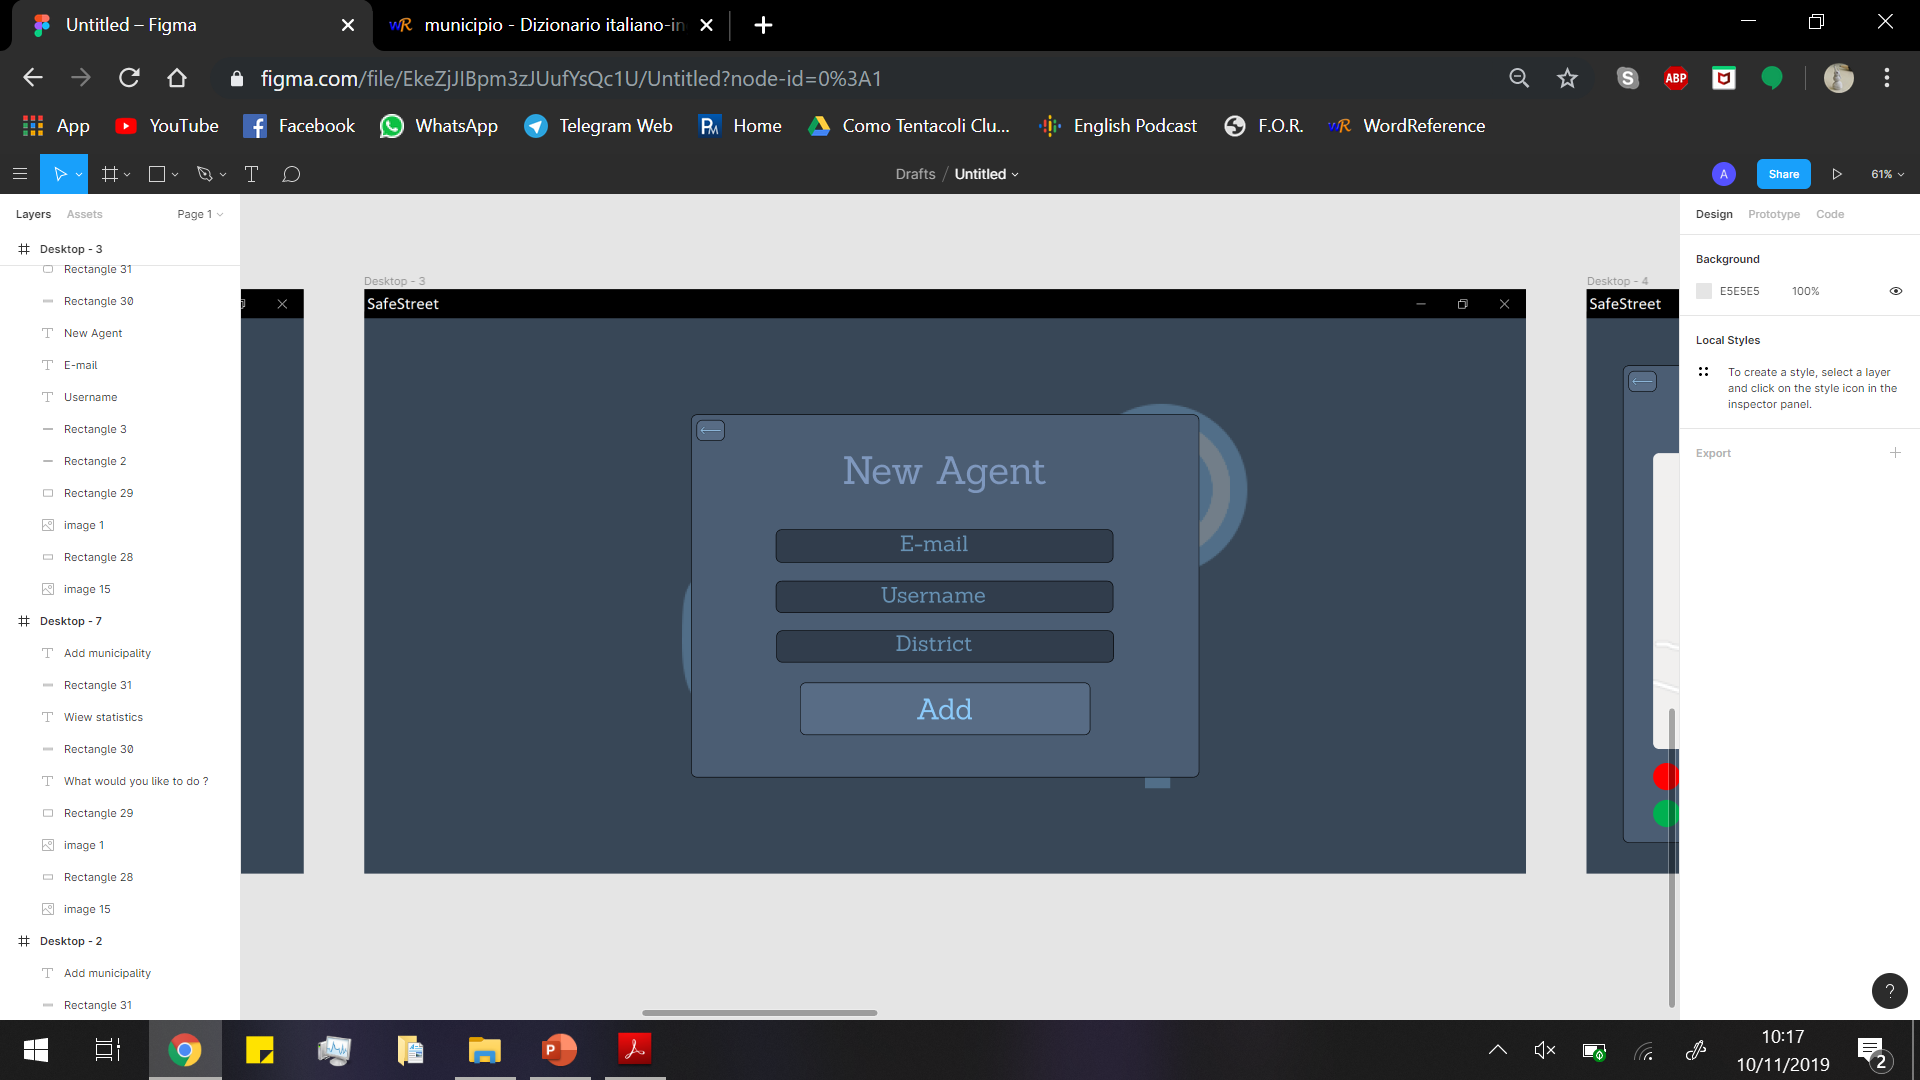 Untitled – Figma
municipio - Dizionario italiano-in
figma.com/file/EkeZjJIBpm3zJUufYsQc1U/Untitled?node-id=0%3A1
App YouTube Facebook WhatsApp Telegram Web Home Como Tentacoli Clu... English Podcast F.O.R. WordReference
Drafts / Untitled
A Share 61%
Layers Assets Page 1
Desktop - 3
Rectangle 31
Rectangle 30
New Agent
E-mail
Username
Rectangle 3
Rectangle 2
Rectangle 29
image 1
Rectangle 28
image 15
Desktop - 7
Add municipality
Rectangle 31
Wiew statistics
Rectangle 30
What would you like to do ?
Rectangle 29
image 1
Rectangle 28
image 15
Desktop - 2
Add municipality
Rectangle 31
Desktop - 3
SafeStreet
New Agent
E-mail
Username
District
Add
Desktop - 4
SafeStreet
Design Prototype Code
Background
E5E5E5 100%
Local Styles
To create a style, select a layer
and click on the style icon in the
inspector panel.
Export
?
10:17
10/11/2019
2